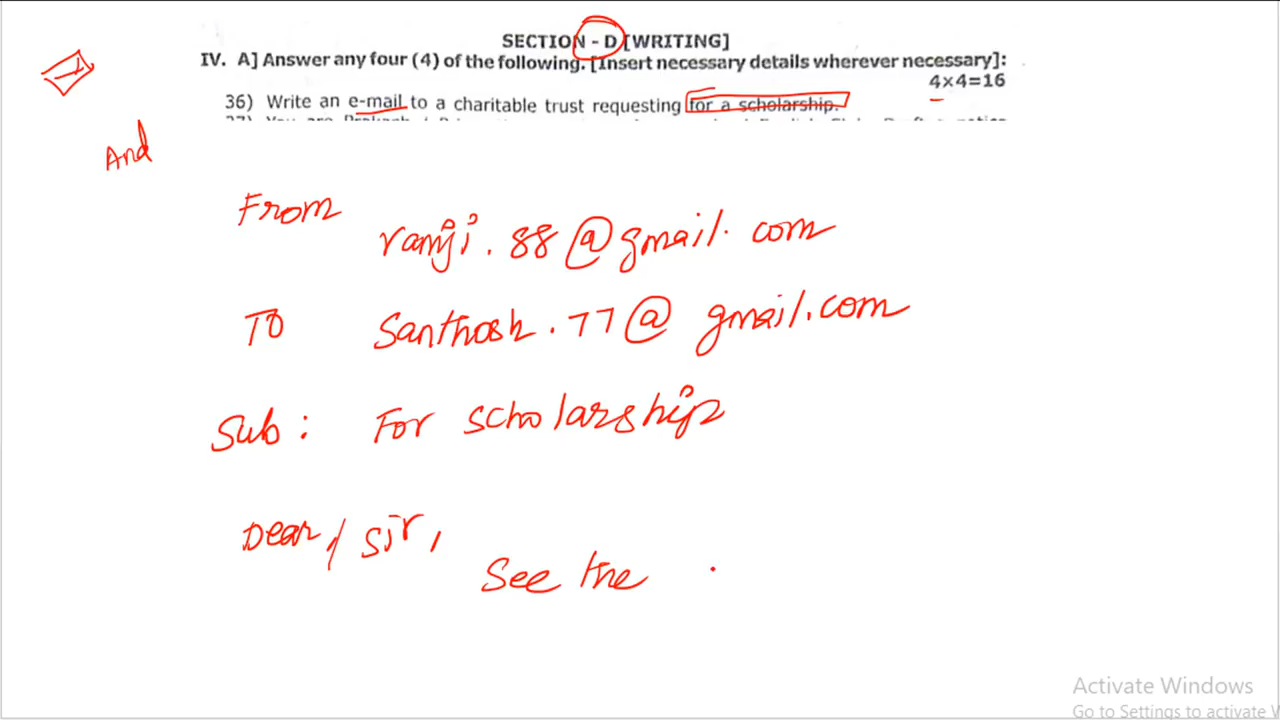 SECTION - D [WRITING]
IV. A] Answer any four (4) of the following. [Insert necessary details wherever necessary]:
4×4=16
36) Write an e-mail to a charitable trust requesting for a scholarship.
And
From
ramji.88@gmail.com
To Santhosh.77@gmail.com
Sub: For scholarship
Dear / Sir,
See the
Activate Windows
Go to Settings to activate